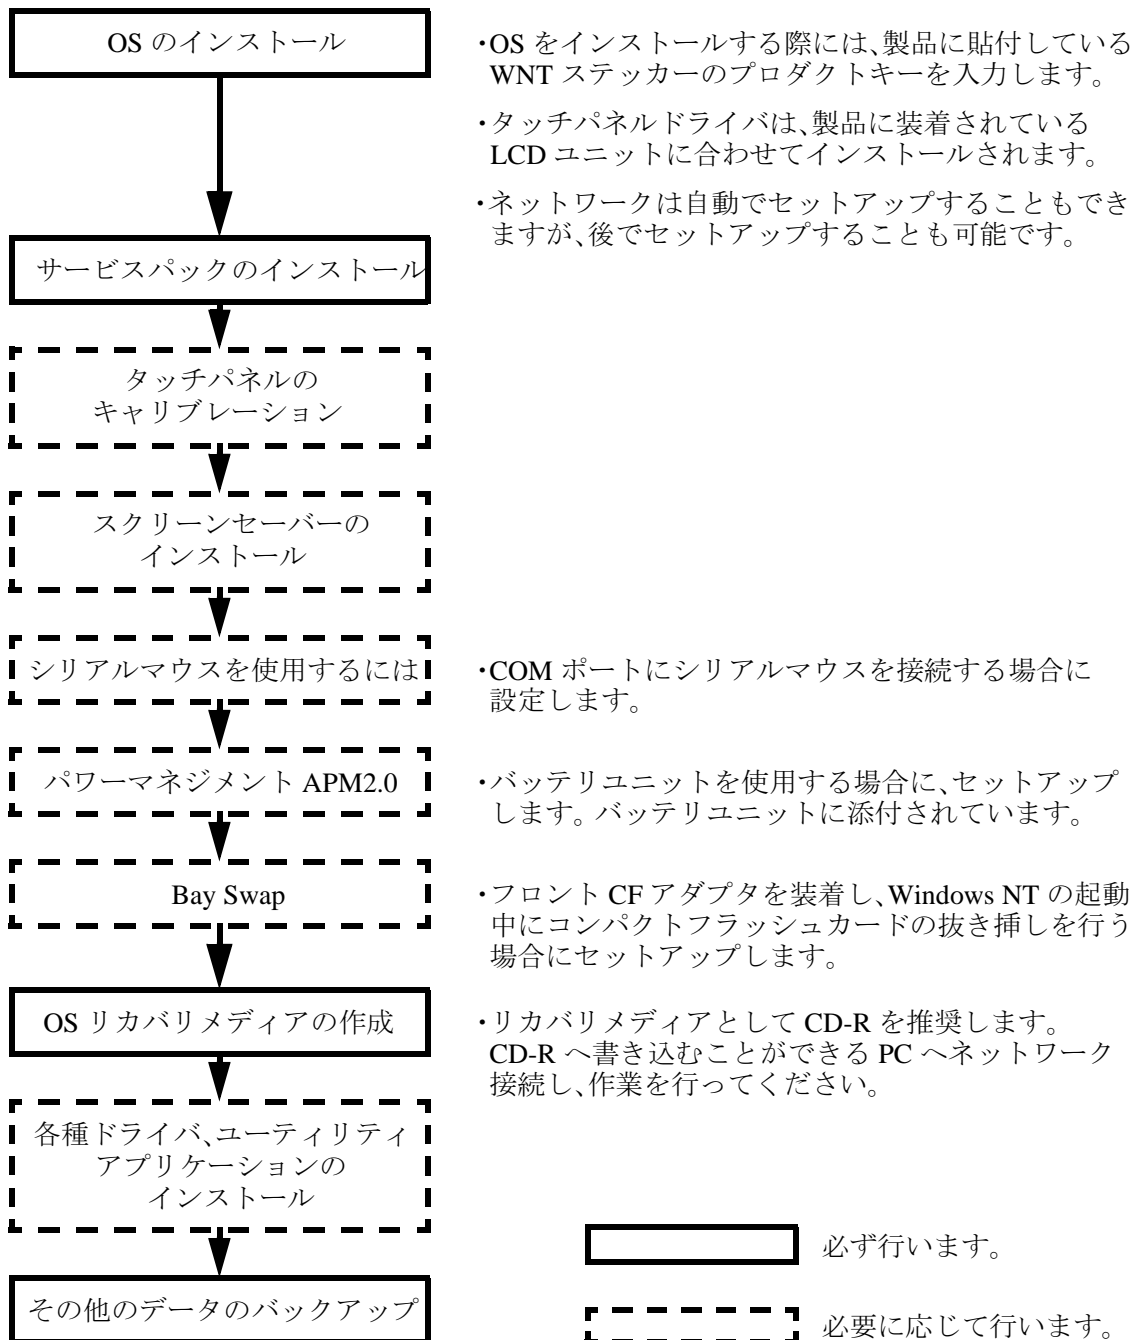 OS のインストール
･OS をインストールする際には､製品に貼付している
WNT ステッカーのプロダクトキーを入力します。
･タッチパネルドライバは､製品に装着されている
LCD ユニットに合わせてインストールされます。
･ネットワークは自動でセットアップすることもでき
ますが､後でセットアップすることも可能です。
サービスパックのインストール
タッチパネルの
キャリブレーション
スクリーンセーバーの
インストール
シリアルマウスを使用するには
･COM ポートにシリアルマウスを接続する場合に
設定します。
パワーマネジメント APM2.0
･バッテリユニットを使用する場合に､セットアップ
します。バッテリユニットに添付されています。
Bay Swap
･フロント CF アダプタを装着し､Windows NT の起動
中にコンパクトフラッシュカードの抜き挿しを行う
場合にセットアップします。
OS リカバリメディアの作成
･リカバリメディアとして CD-R を推奨します。
CD-R へ書き込むことができる PC へネットワーク
接続し､作業を行ってください。
各種ドライバ､ユーティリティ
アプリケーションの
インストール
その他のデータのバックアップ
必ず行います。
必要に応じて行います。